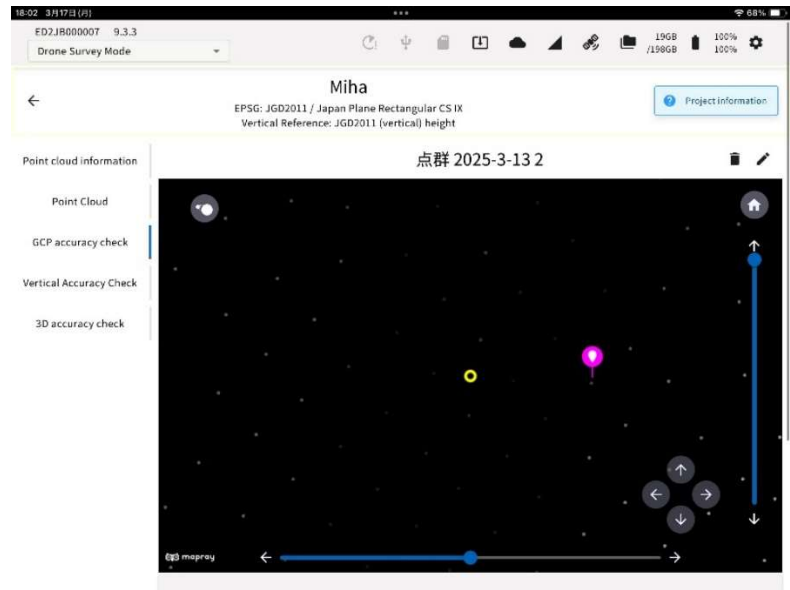 18:02 3月17日(月)
68%
ED2JB000007 9.3.3
Drone Survey Mode
19GB
/198GB
100%
100%
Miha
EPSG: JGD2011 / Japan Plane Rectangular CS IX
Vertical Reference: JGD2011 (vertical) height
Project information
Point cloud information
点群 2025-3-13 2
Point Cloud
GCP accuracy check
Vertical Accuracy Check
3D accuracy check
mapray